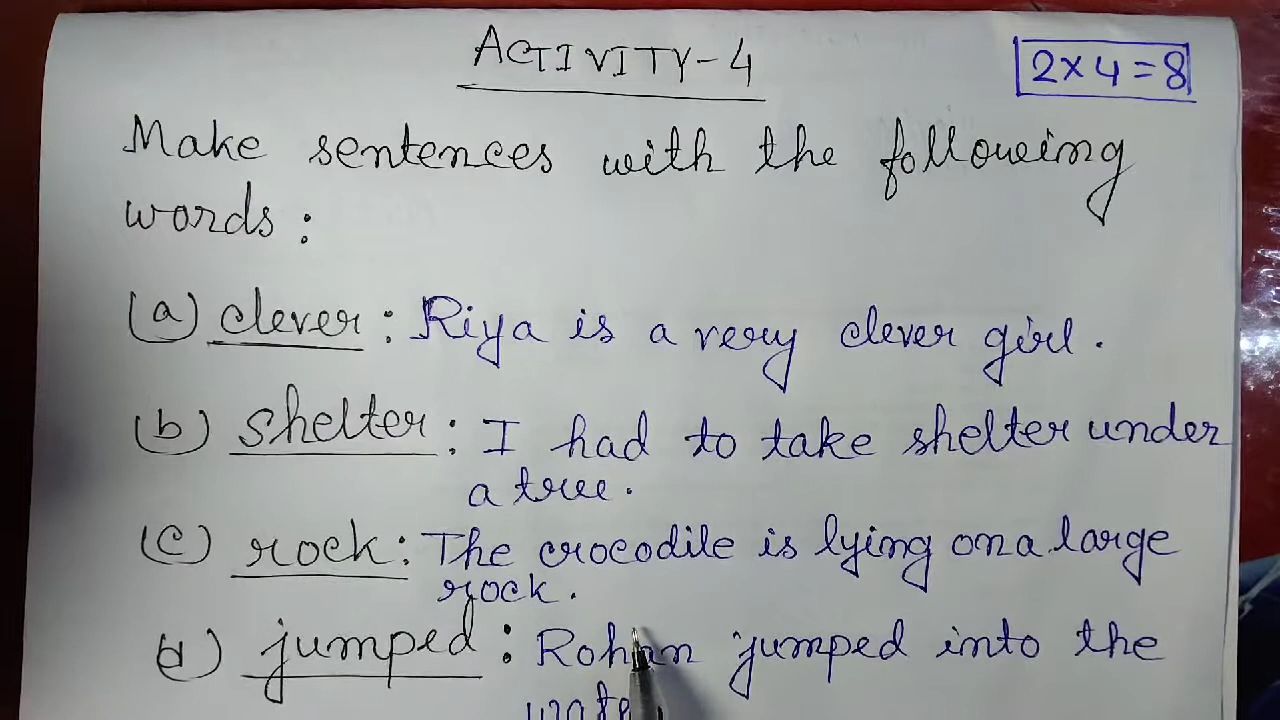 ACTIVITY-4
2×4=8
Make sentences with the following
words:
(a) clever: Riya is a very clever girl.
(b) shelter: I had to take shelter under
a tree.
(c) rock: The crocodile is lying on a large
rock.
(d) jumped: Rohan jumped into the